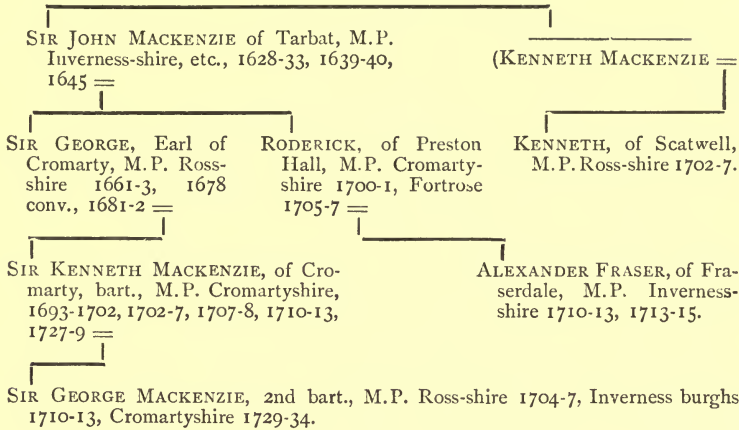 SIR JOHN MACKENZIE of Tarbat, M.P.
Inverness-shire, etc., 1628-33, 1639-40,
1645 =
(KENNETH MACKENZIE =
SIR GEORGE, Earl of
Cromarty, M.P. Ross-
shire 1661-3, 1678
conv., 1681-2 =
RODERICK, of Preston
Hall, M.P. Cromarty-
shire 1700-1, Fortrose
1705-7 =
KENNETH, of Scatwell,
M.P. Ross-shire 1702-7.
SIR KENNETH MACKENZIE, of Cro-
marty, bart., M.P. Cromartyshire,
1693-1702, 1702-7, 1707-8, 1710-13,
1727-9 =
ALEXANDER FRASER, of Fra-
serdale, M.P. Inverness-
shire 1710-13, 1713-15.
SIR GEORGE MACKENZIE, 2nd bart., M.P. Ross-shire 1704-7, Inverness burghs
1710-13, Cromartyshire 1729-34.